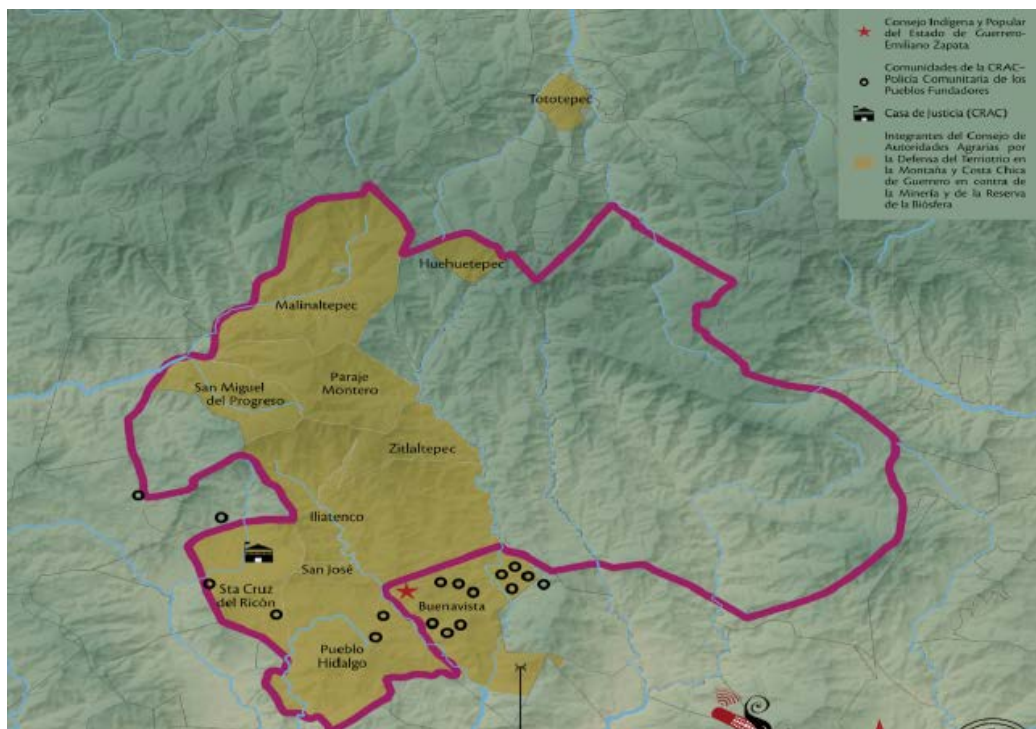 Consejo Indígena y Popular
del Estado de Guerrero-
Emiliano Zapata
Comunidades de la CRAC-
Policía Comunitaria de los
Pueblos Fundadores
Casa de Justicia (CRAC)
Integrantes del Consejo de
Autoridades Agrarias por
la Defensa del Terriotrio en
la Montaña y Costa Chica
de Guerrero en contra de
la Minería y de la Reserva
de la Biósfera
Tototepec
Huehuetepec
Malinaltepec
San Miguel
del Progreso
Paraje
Montero
Zitlaltepec
Iliatenco
San José
Sta Cruz
del Ricón
Buenavista
Pueblo
Hidalgo